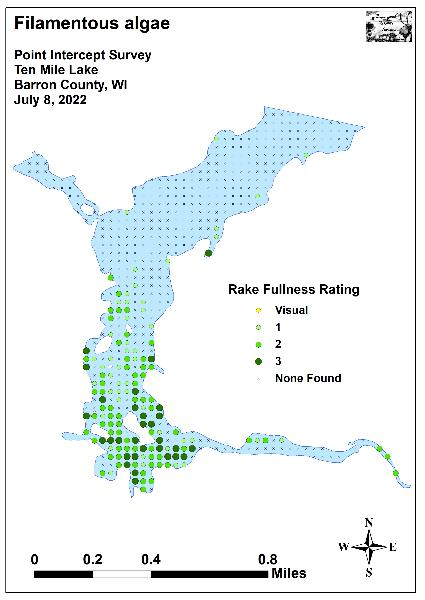 Filamentous algae
Point Intercept Survey
Ten Mile Lake
Barron County, WI
July 8, 2022
Rake Fullness Rating
Visual
1
2
3
None Found
N
W E
S
0 0.2 0.4 0.8
Miles